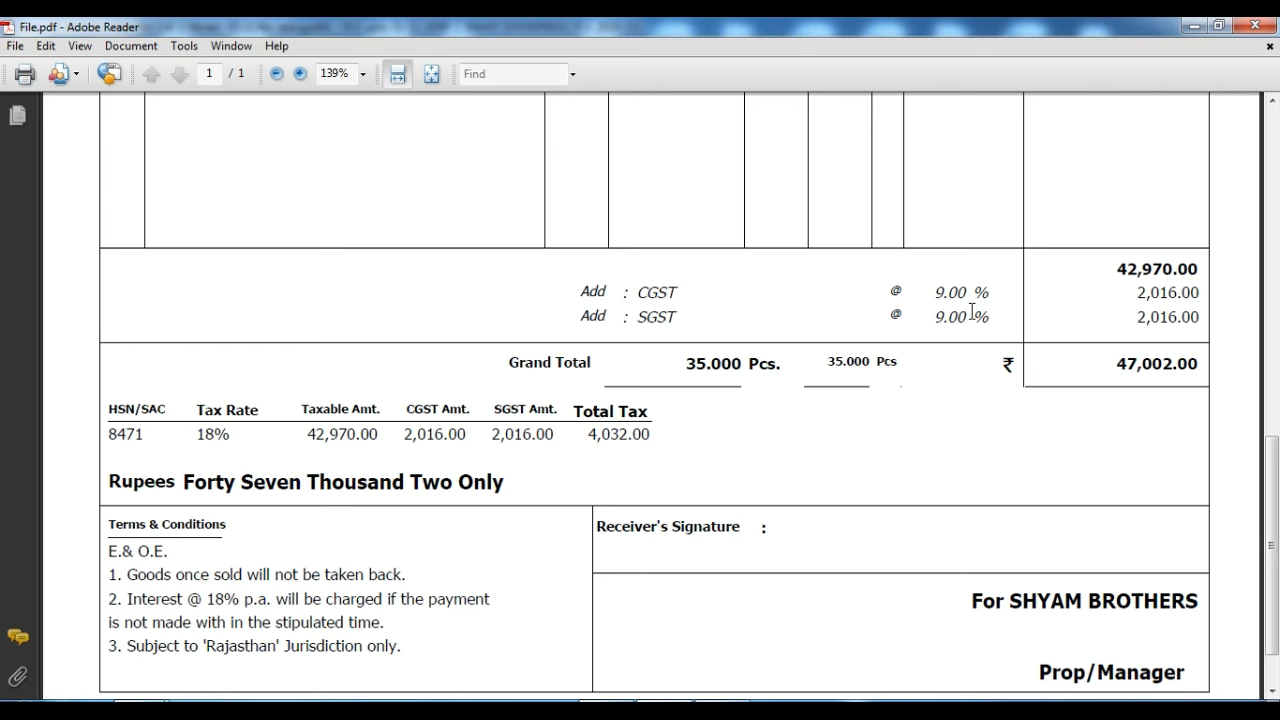 File.pdf - Adobe Reader
File Edit View Document Tools Window Help
1 / 1 139% Find
42,970.00
Add : CGST @ 9.00 % 2,016.00
Add : SGST @ 9.00 % 2,016.00
Grand Total 35.000 Pcs. 35.000 Pcs ₹ 47,002.00
HSN/SAC Tax Rate Taxable Amt. CGST Amt. SGST Amt. Total Tax
8471 18% 42,970.00 2,016.00 2,016.00 4,032.00
Rupees Forty Seven Thousand Two Only
Terms & Conditions
E.& O.E.
1. Goods once sold will not be taken back.
2. Interest @ 18% p.a. will be charged if the payment
is not made with in the stipulated time.
3. Subject to 'Rajasthan' Jurisdiction only.
Receiver's Signature :
For SHYAM BROTHERS
Prop/Manager